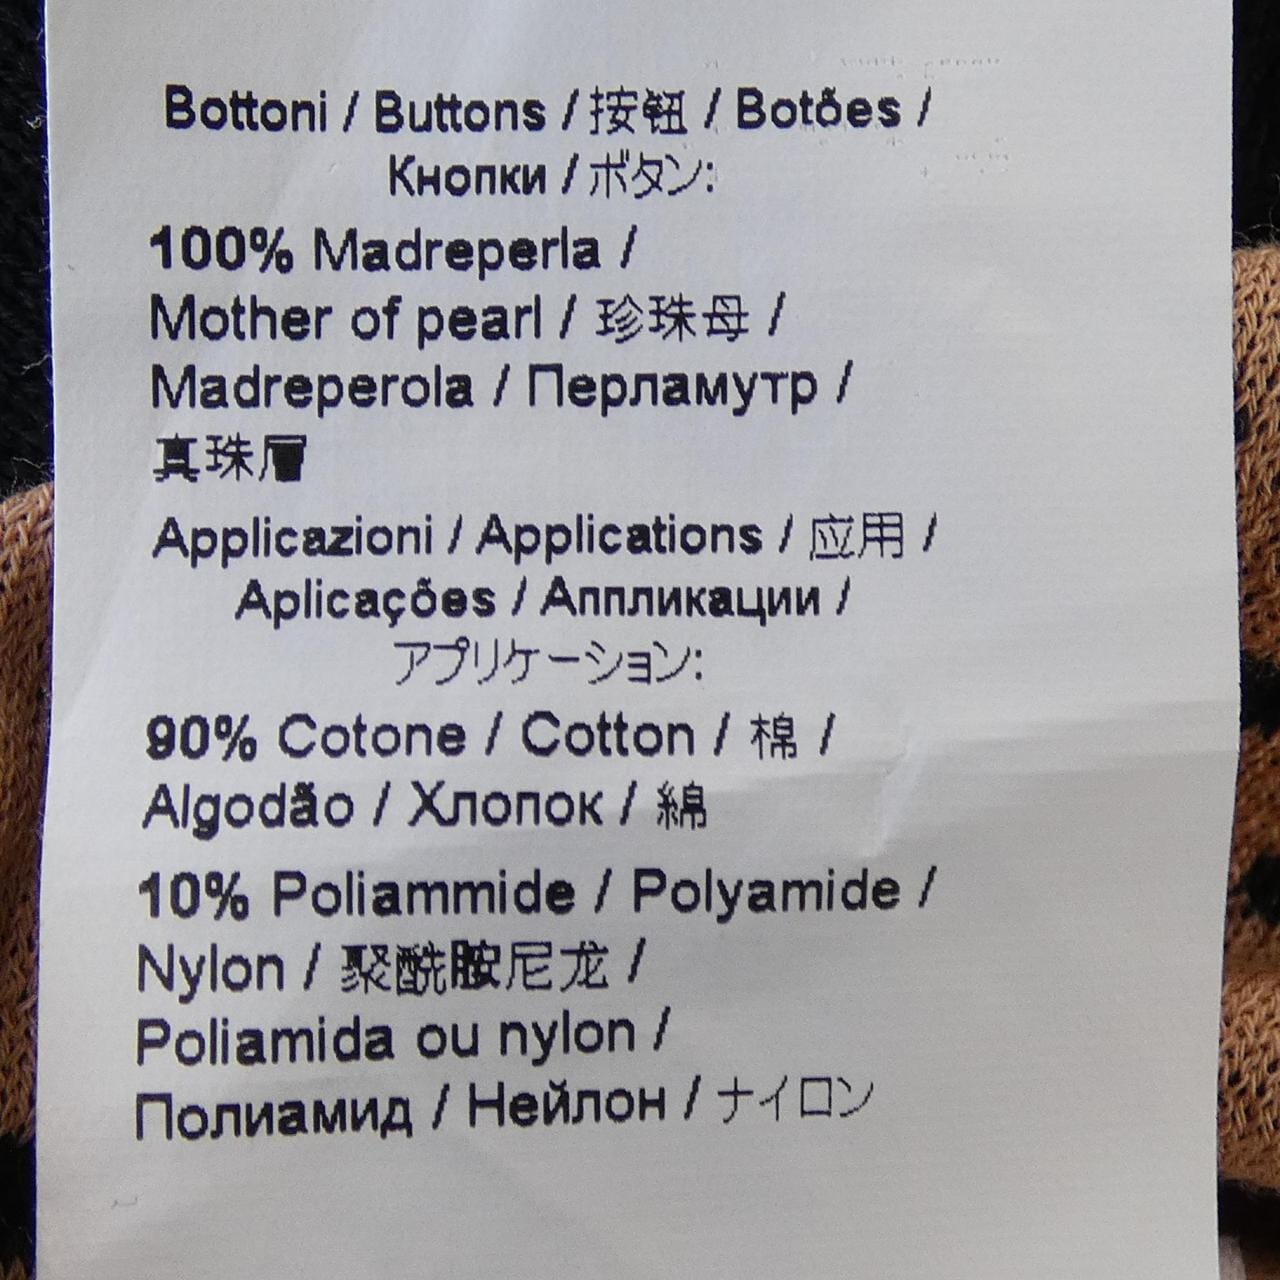 Bottoni / Buttons / 按钮 / Botões /
Кнопки / ボタン:
100% Madreperla /
Mother of pearl / 珍珠母 /
Madreperola / Перламутр /
真珠層
Applicazioni / Applications / 应用 /
Aplicações / Аппликации /
アプリケーション:
90% Cotone / Cotton / 棉 /
Algodão / Хлопок / 綿
10% Poliammide / Polyamide /
Nylon / 聚酰胺尼龙 /
Poliamida ou nylon /
Полиамид / Нейлон / ナイロン